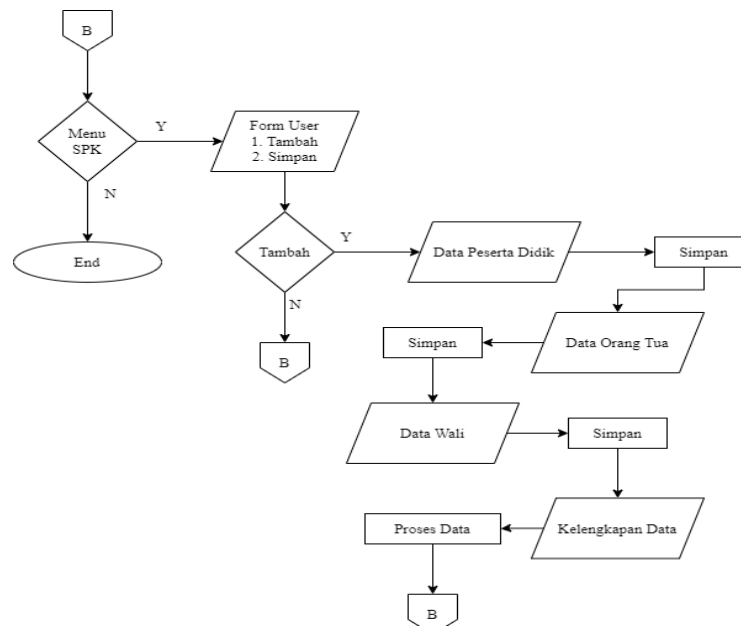 B
Menu
SPK
Y
Form User
1. Tambah
2. Simpan
N
End
Tambah
Y
Data Peserta Didik
Simpan
N
B
Data Orang Tua
Simpan
Data Wali
Simpan
Kelengkapan Data
Proses Data
B